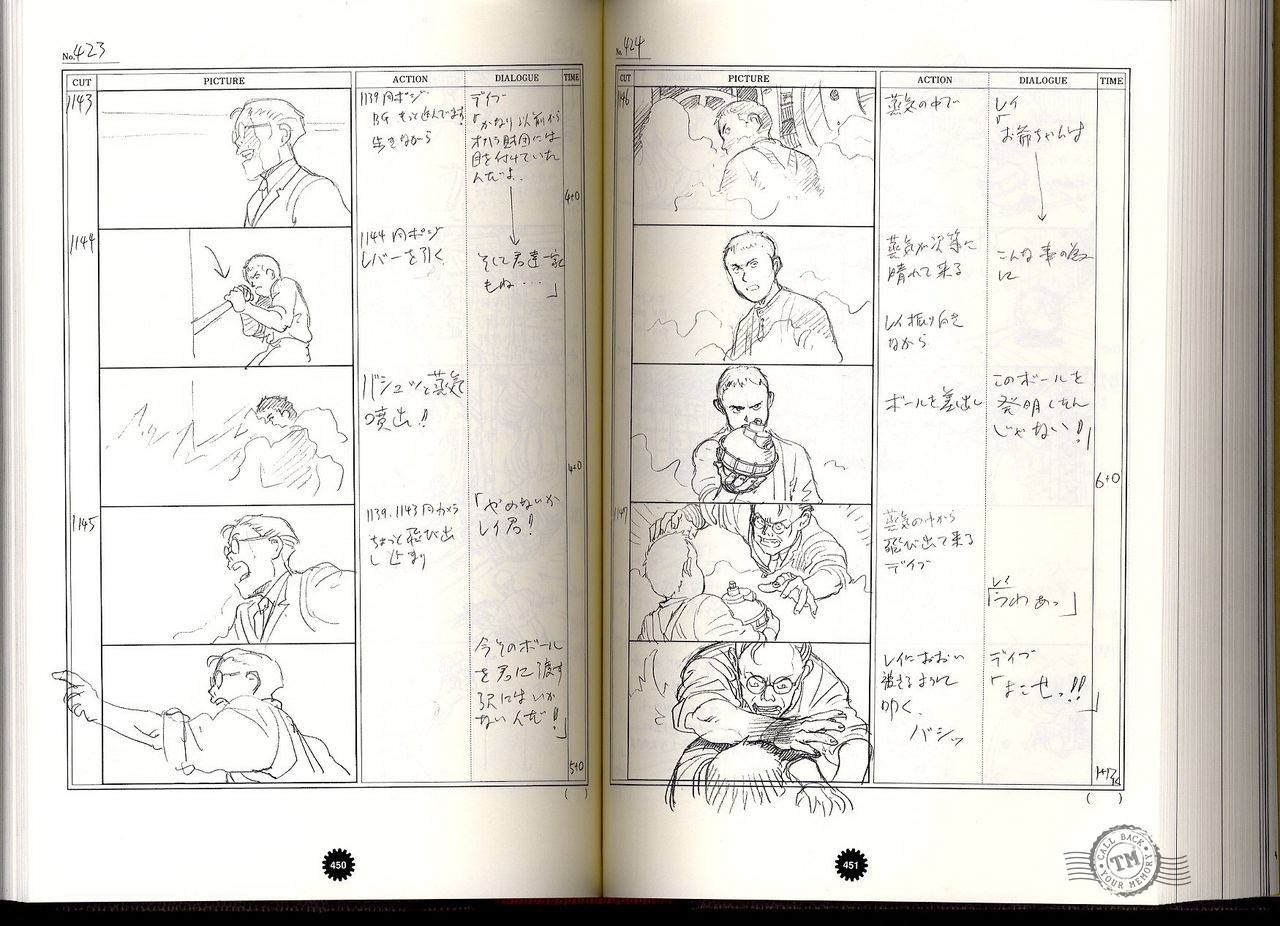 No. 423
CUT PICTURE ACTION DIALOGUE TIME
1143
1139 同ポジ
BG もっと進んでます!
デイブ
「かなり以前から
オハラ財団には
目を付けていた
んだよ.
4+0
1144
1144 同ポジ
レバーを引く
そして君達一家
もね・・・」
バシュッと蒸気
噴出!!
4+0
1145
1139.1143 同カメラ
ちょっと飛び出
し止まり
「やめないか
レイ君!
今そのボール
を君に渡す
訳にはいか
ないんだ!」
5+0
( )
450
No. 424
CUT PICTURE ACTION DIALOGUE TIME
1146
蒸気の中で
レイ
「お爺ちゃんは
蒸気が次第に
晴れて来る
レイ振り向き
ながら
こんな事の為
に
ボールを差出し
このボールを
発明したん
じゃない!」
6+0
1147
蒸気の中から
飛び出て来る
デイブ
レイ
「うわぁっ」
レイにおおい
被さるようにして
叩く.
バシッ
デイブ
「よこせっ!!」
( )
451
CALL BACK
TM
YOUR MEMORY